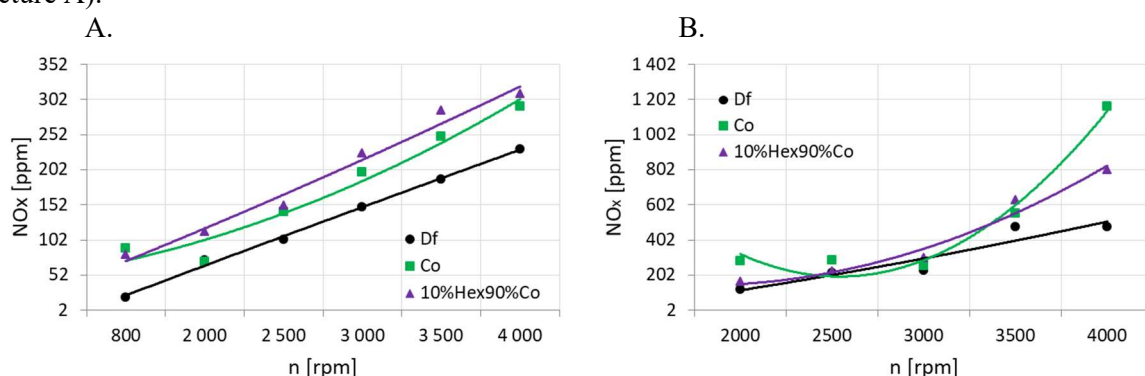 cture A).
A.
B.
NOx [ppm]
352
302
252
202
152
102
52
2
800
2 000
2 500
3 000
3 500
4 000
n [rpm]
Df
Co
10%Hex90%Co
NOx [ppm]
1 402
1 202
1 002
802
602
402
202
2
2000
2500
3000
3500
4000
n [rpm]
Df
Co
10%Hex90%Co